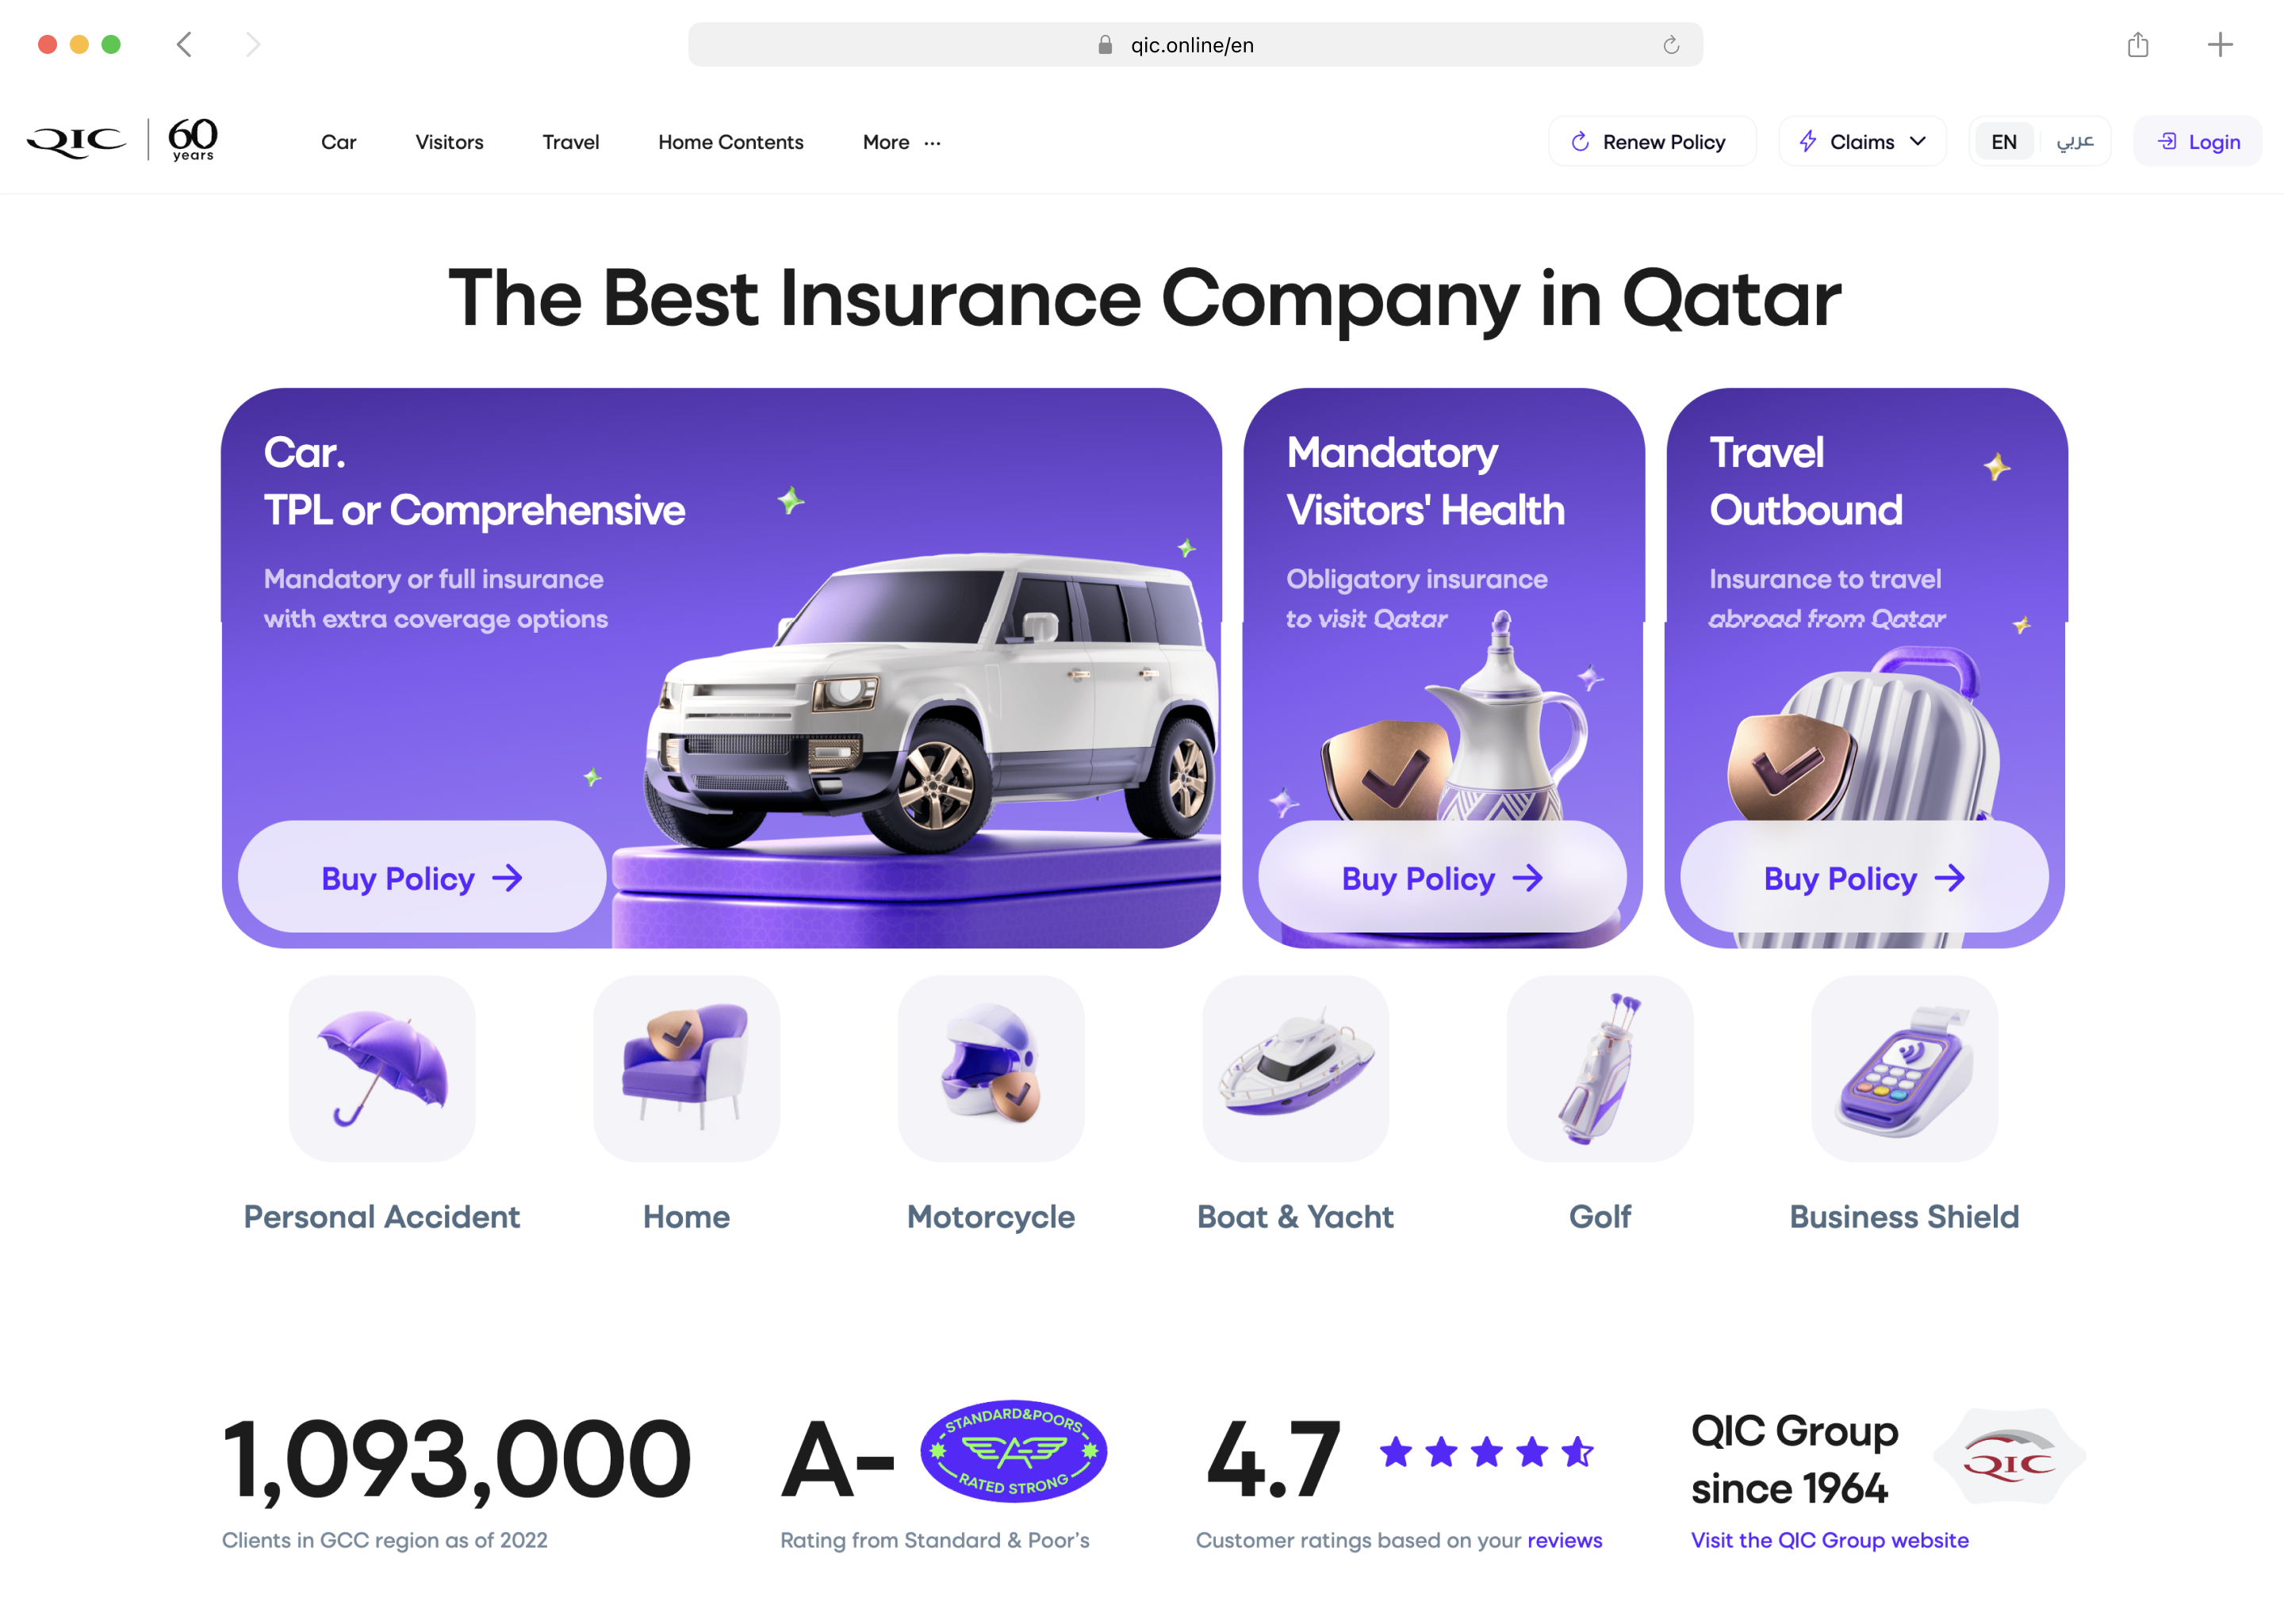 qic.online/en
QIC
60
years
Car
Visitors
Travel
Home Contents
More ...
Renew Policy
Claims
EN
عربي
Login
The Best Insurance Company in Qatar
Car.
TPL or Comprehensive
Mandatory or full insurance
with extra coverage options
Buy Policy
Mandatory
Visitors' Health
Obligatory insurance
to visit Qatar
Buy Policy
Travel
Outbound
Insurance to travel
abroad from Qatar
Buy Policy
Personal Accident
Home
Motorcycle
Boat & Yacht
Golf
Business Shield
1,093,000
Clients in GCC region as of 2022
A-
STANDARD&POORS
A
RATED STRONG
Rating from Standard & Poor’s
4.7
Customer ratings based on your reviews
QIC Group
since 1964
QIC
Visit the QIC Group website